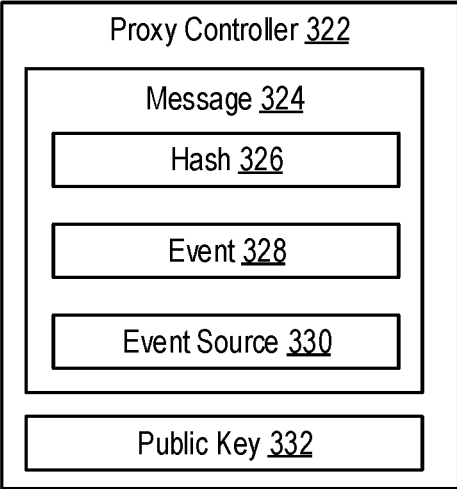 Proxy Controller 322
Message 324
Hash 326
Event 328
Event Source 330
Public Key 332